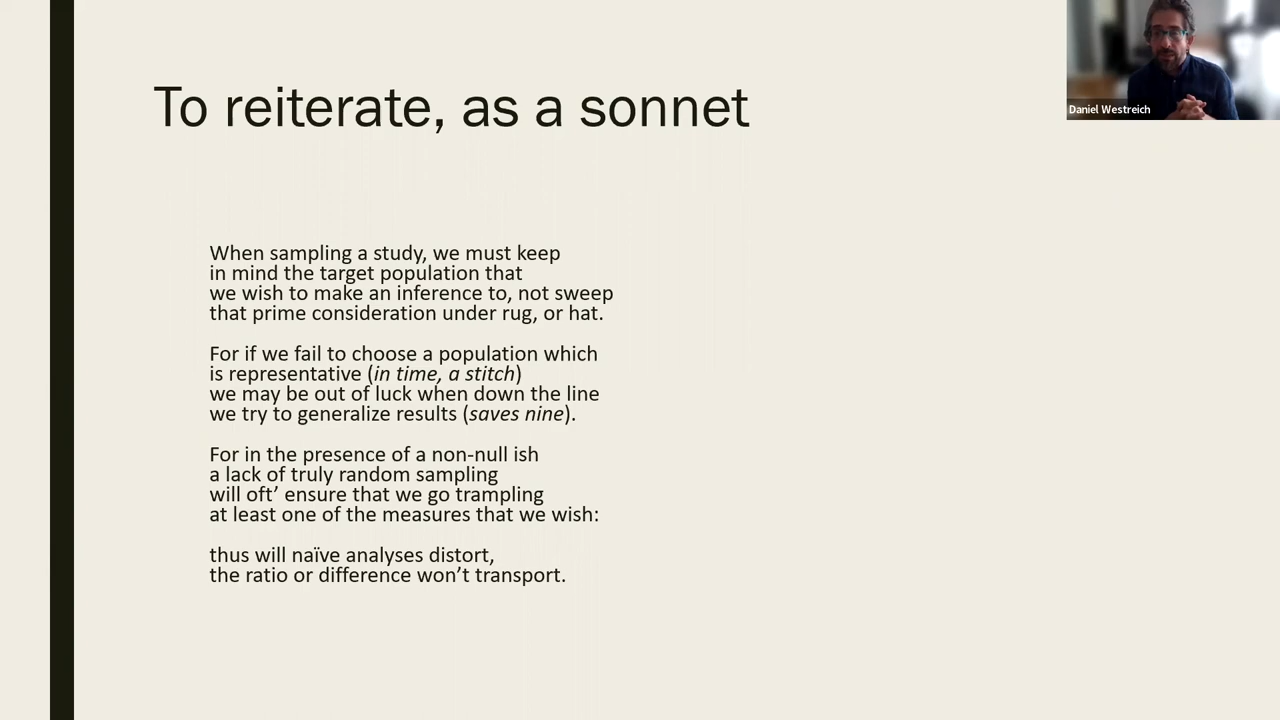 To reiterate, as a sonnet
Daniel Westreich
When sampling a study, we must keep
in mind the target population that
we wish to make an inference to, not sweep
that prime consideration under rug, or hat.
For if we fail to choose a population which
is representative (in time, a stitch)
we may be out of luck when down the line
we try to generalize results (saves nine).
For in the presence of a non-null ish
a lack of truly random sampling
will oft’ ensure that we go trampling
at least one of the measures that we wish:
thus will naïve analyses distort,
the ratio or difference won’t transport.